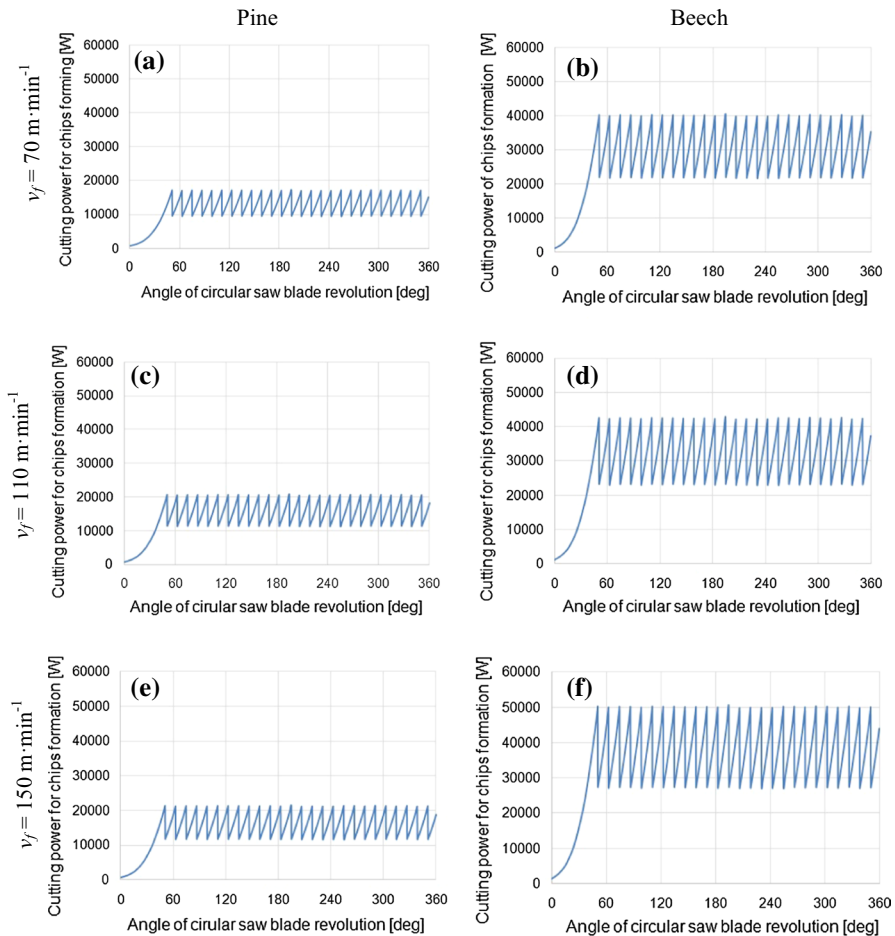 Pine
Beech
v_f = 70 m·min⁻¹
(a)
Cutting power for chips forming [W]
60000
50000
40000
30000
20000
10000
0
0 60 120 180 240 300 360
Angle of circular saw blade revolution [deg]
(b)
Cutting power of chips formation [W]
60000
50000
40000
30000
20000
10000
0
0 60 120 180 240 300 360
Angle of circular saw blade revolution [deg]
v_f = 110 m·min⁻¹
(c)
Cutting power for chips formation [W]
60000
50000
40000
30000
20000
10000
0
0 60 120 180 240 300 360
Angle of cirular saw blade revolution [deg]
(d)
Cutting power for chips formation [W]
60000
50000
40000
30000
20000
10000
0
0 60 120 180 240 300 360
Angle of circular saw blade revolution [deg]
v_f = 150 m·min⁻¹
(e)
Cutting power for chips formation [W]
60000
50000
40000
30000
20000
10000
0
0 60 120 180 240 300 360
Angle of circular saw blade revolution [deg]
(f)
Cutting power for chips formation [W]
60000
50000
40000
30000
20000
10000
0
0 60 120 180 240 300 360
Angle of circular saw blade revolution [deg]